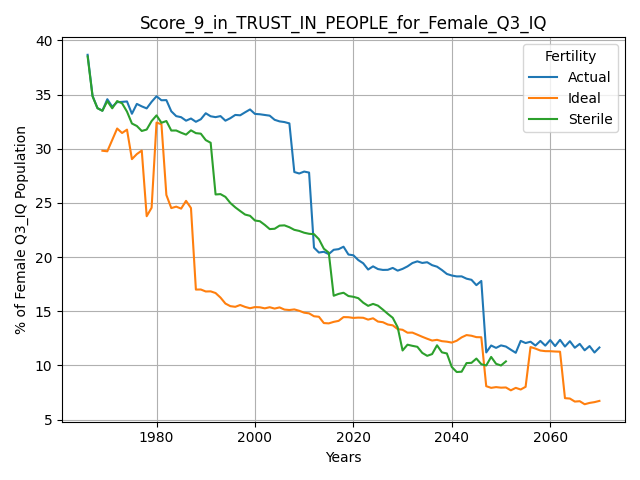 Score_9_in_TRUST_IN_PEOPLE_for_Female_Q3_IQ
% of Female Q3_IQ Population
40
35
30
25
20
15
10
5
Fertility
Actual
Ideal
Sterile
1980
2000
2020
2040
2060
Years